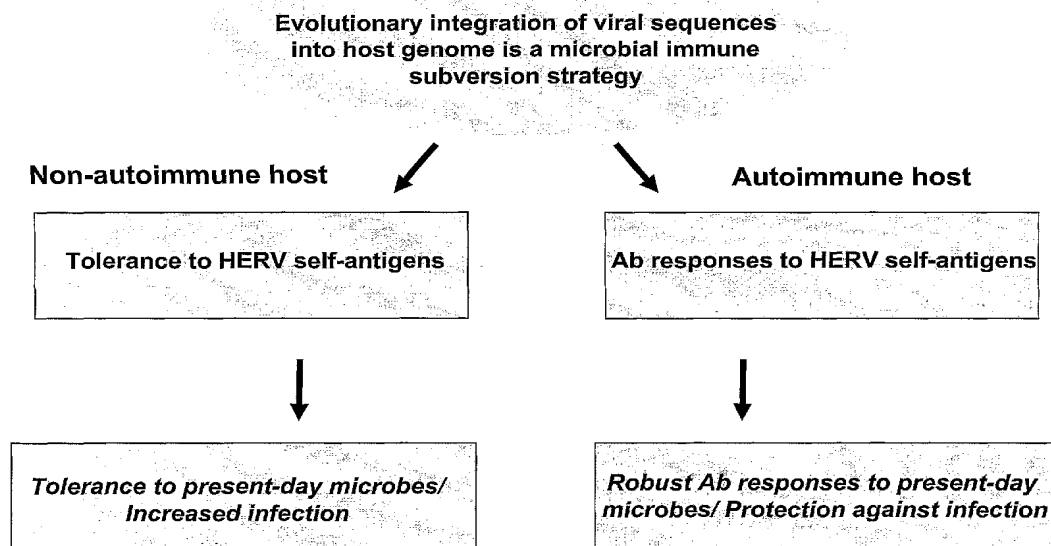 Evolutionary integration of viral sequences
into host genome is a microbial immune
subversion strategy
Non-autoimmune host
Autoimmune host
Tolerance to HERV self-antigens
Ab responses to HERV self-antigens
Tolerance to present-day microbes/
Increased infection
Robust Ab responses to present-day
microbes/ Protection against infection